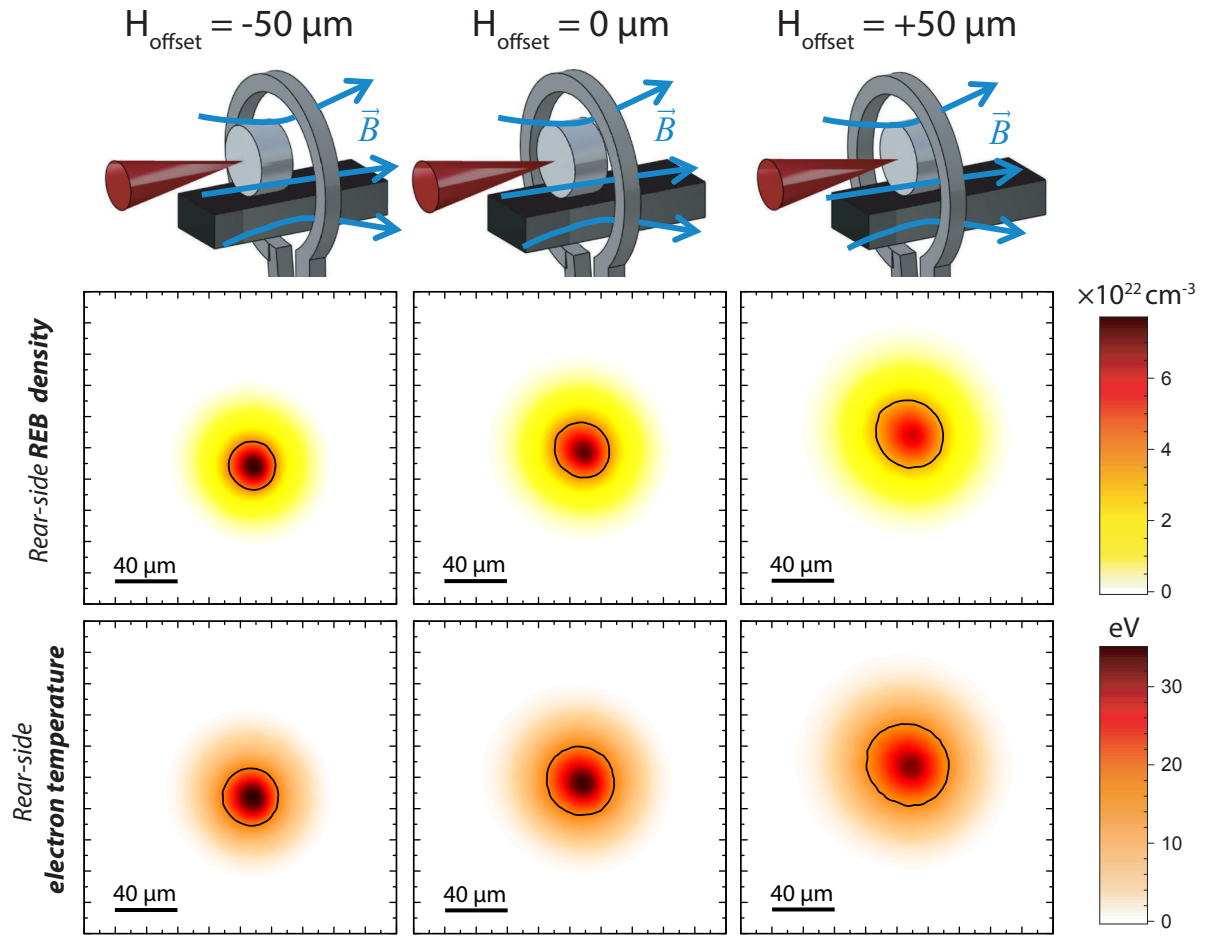 H_offset = -50 μm
H_offset = 0 μm
H_offset = +50 μm
B⃗
B⃗
B⃗
Rear-side REB density
40 μm
40 μm
40 μm
×10²² cm⁻³
6
4
2
0
Rear-side
electron temperature
40 μm
40 μm
40 μm
eV
30
20
10
0